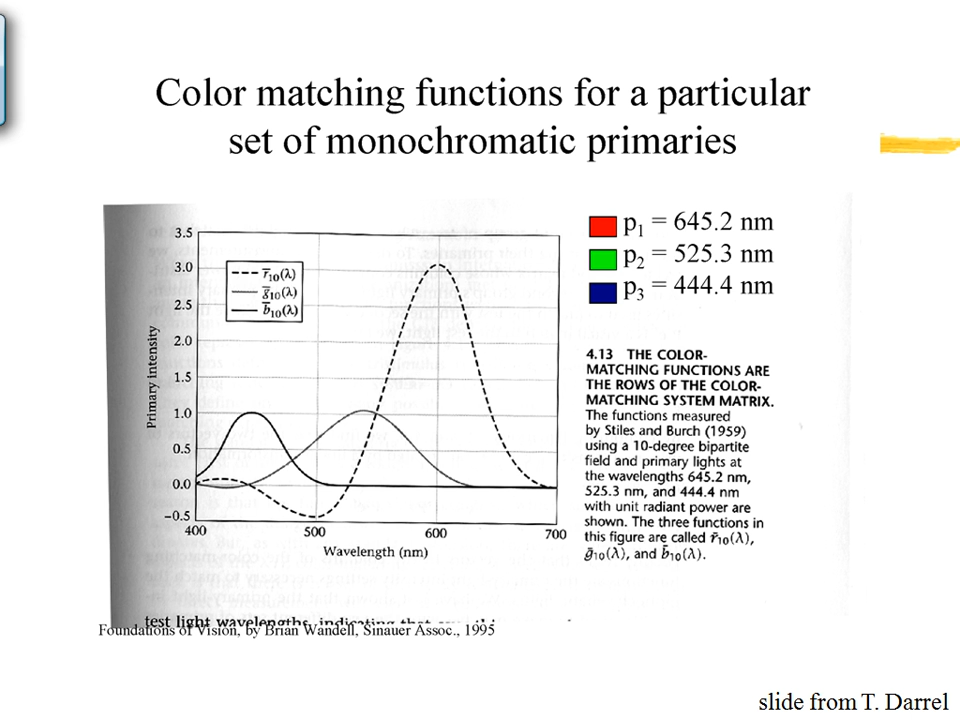 Color matching functions for a particular
set of monochromatic primaries
p1 = 645.2 nm
p2 = 525.3 nm
p3 = 444.4 nm
3.5
3.0
2.5
2.0
1.5
1.0
0.5
0.0
−0.5
Primary intensity
r̄10(λ)
ḡ10(λ)
b̄10(λ)
400 500 600 700
Wavelength (nm)
4.13 THE COLOR-
MATCHING FUNCTIONS ARE
THE ROWS OF THE COLOR-
MATCHING SYSTEM MATRIX.
The functions measured
by Stiles and Burch (1959)
using a 10-degree bipartite
field and primary lights at
the wavelengths 645.2 nm,
525.3 nm, and 444.4 nm
with unit radiant power are
shown. The three functions in
this figure are called r̄10(λ),
ḡ10(λ), and b̄10(λ).
test light wavelengths, indicating that
Foundations of Vision, by Brian Wandell, Sinauer Assoc., 1995
slide from T. Darrel